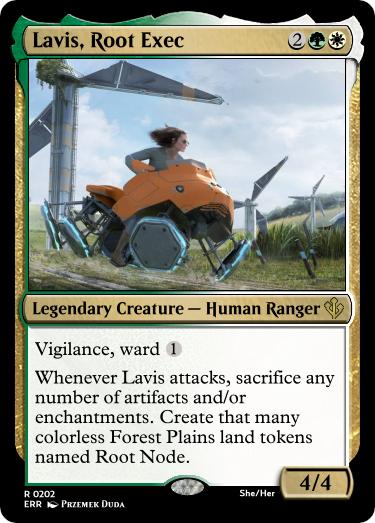 Lavis, Root Exec 2
Legendary Creature — Human Ranger
Vigilance, ward 1
Whenever Lavis attacks, sacrifice any
number of artifacts and/or
enchantments. Create that many
colorless Forest Plains land tokens
named Root Node.
4/4
R 0202
ERR Przemek Duda
She/Her